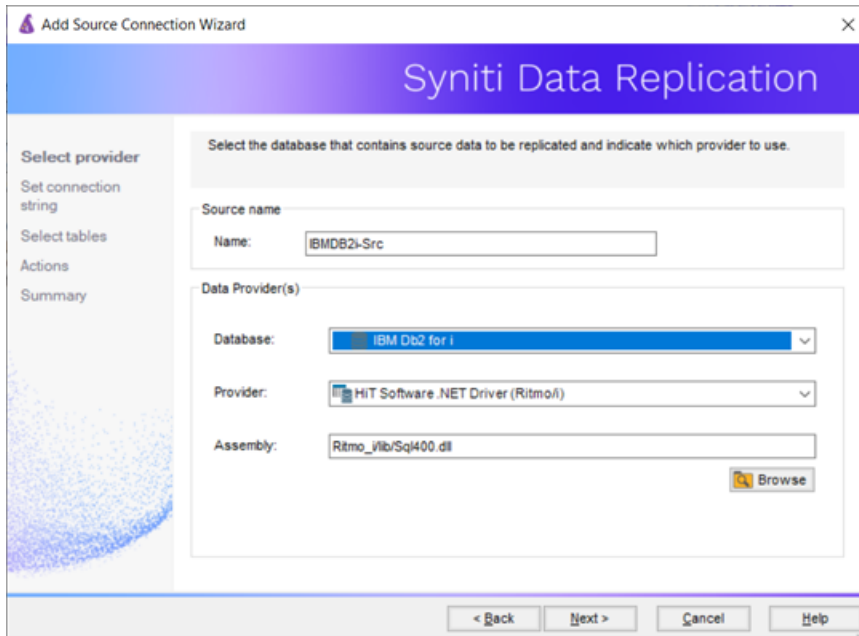 Add Source Connection Wizard
Syniti Data Replication
Select provider
Set connection
string
Select tables
Actions
Summary
Select the database that contains source data to be replicated and indicate which provider to use.
Source name
Name: IBMDB2i-Src
Data Provider(s)
Database: IBM Db2 for i
Provider: HiT Software .NET Driver (Ritmo/i)
Assembly: Ritmo_i/lib/Sql400.dll
Browse
< Back Next > Cancel Help